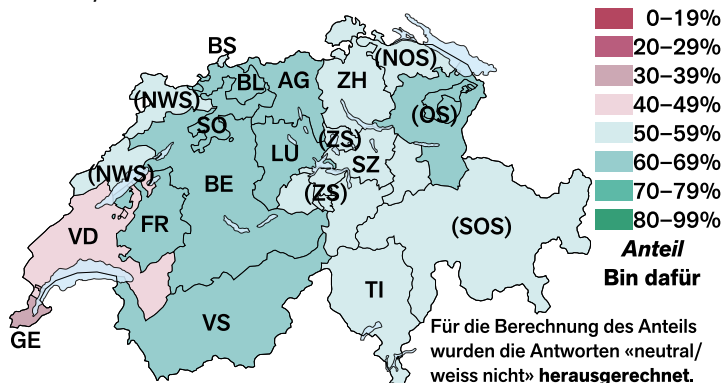 BS
(NOS)
BL
AG
ZH
(NWS)
SO
(ZS)
(OS)
LU
SZ
(NWS)
BE
(ZS)
VD
FR
(SOS)
TI
VS
GE
0–19%
20–29%
30–39%
40–49%
50–59%
60–69%
70–79%
80–99%
Anteil
Bin dafür
Für die Berechnung des Anteils
wurden die Antworten «neutral/
weiss nicht» herausgerechnet.